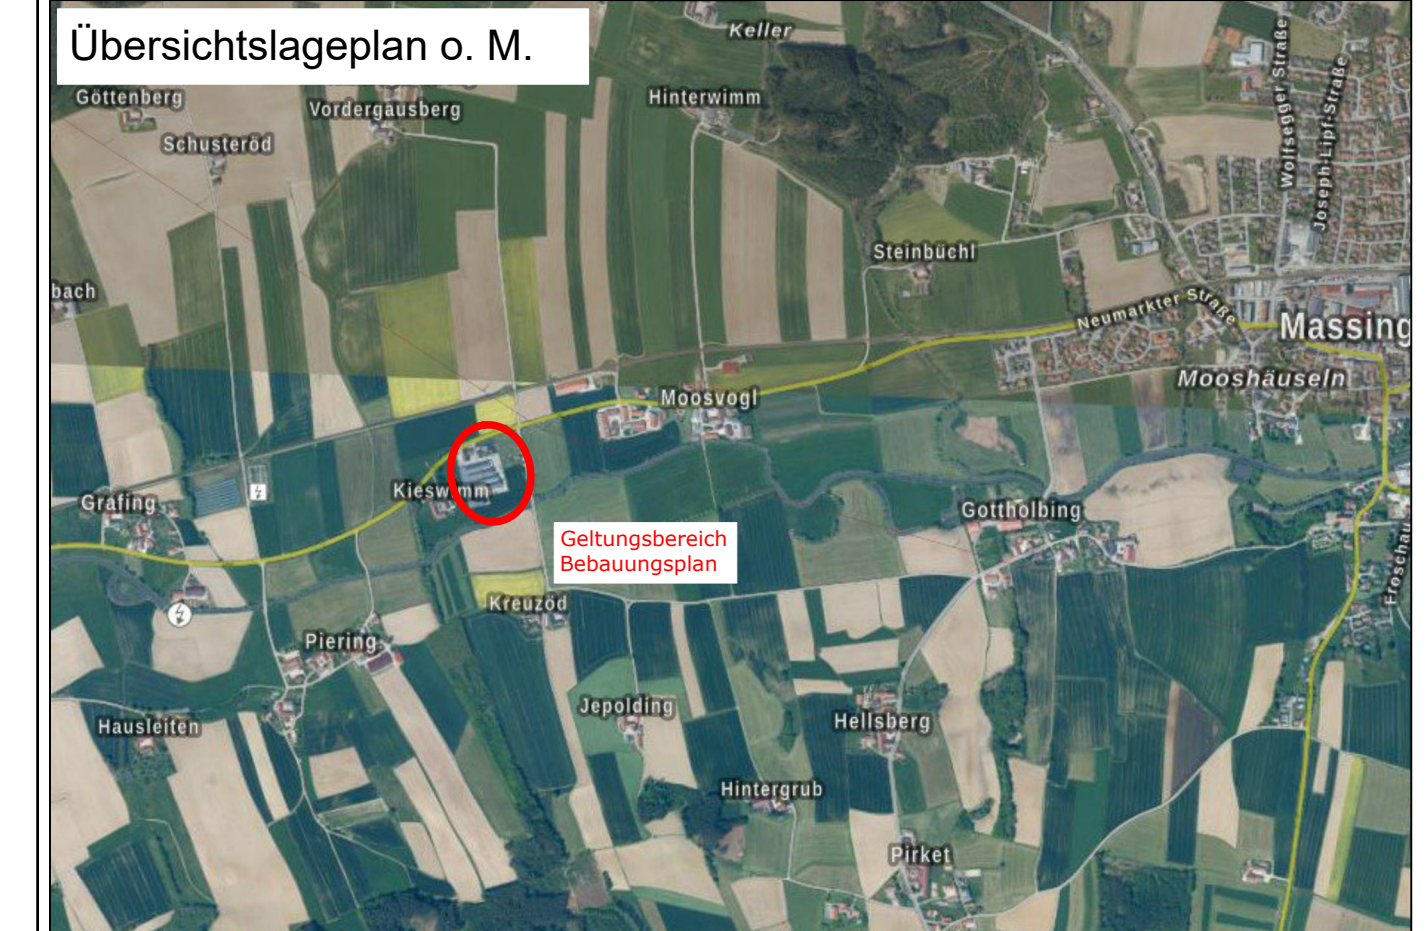 Übersichtslageplan o. M.
Keller
Göttenberg
Vordergausberg
Hinterwimm
Schusteröd
Wolfsegger Straße
Joseph-Lipf-Straße
Steinbüchl
bach
Neumarkter Straße
Massing
Mooshäuseln
Moosvogl
Kieswimm
Grafing
Gottholbing
Geltungsbereich
Bebauungsplan
Froschau
Kreuzöd
Piering
Jepolding
Hellsberg
Hausleiten
Hintergrub
Pirket